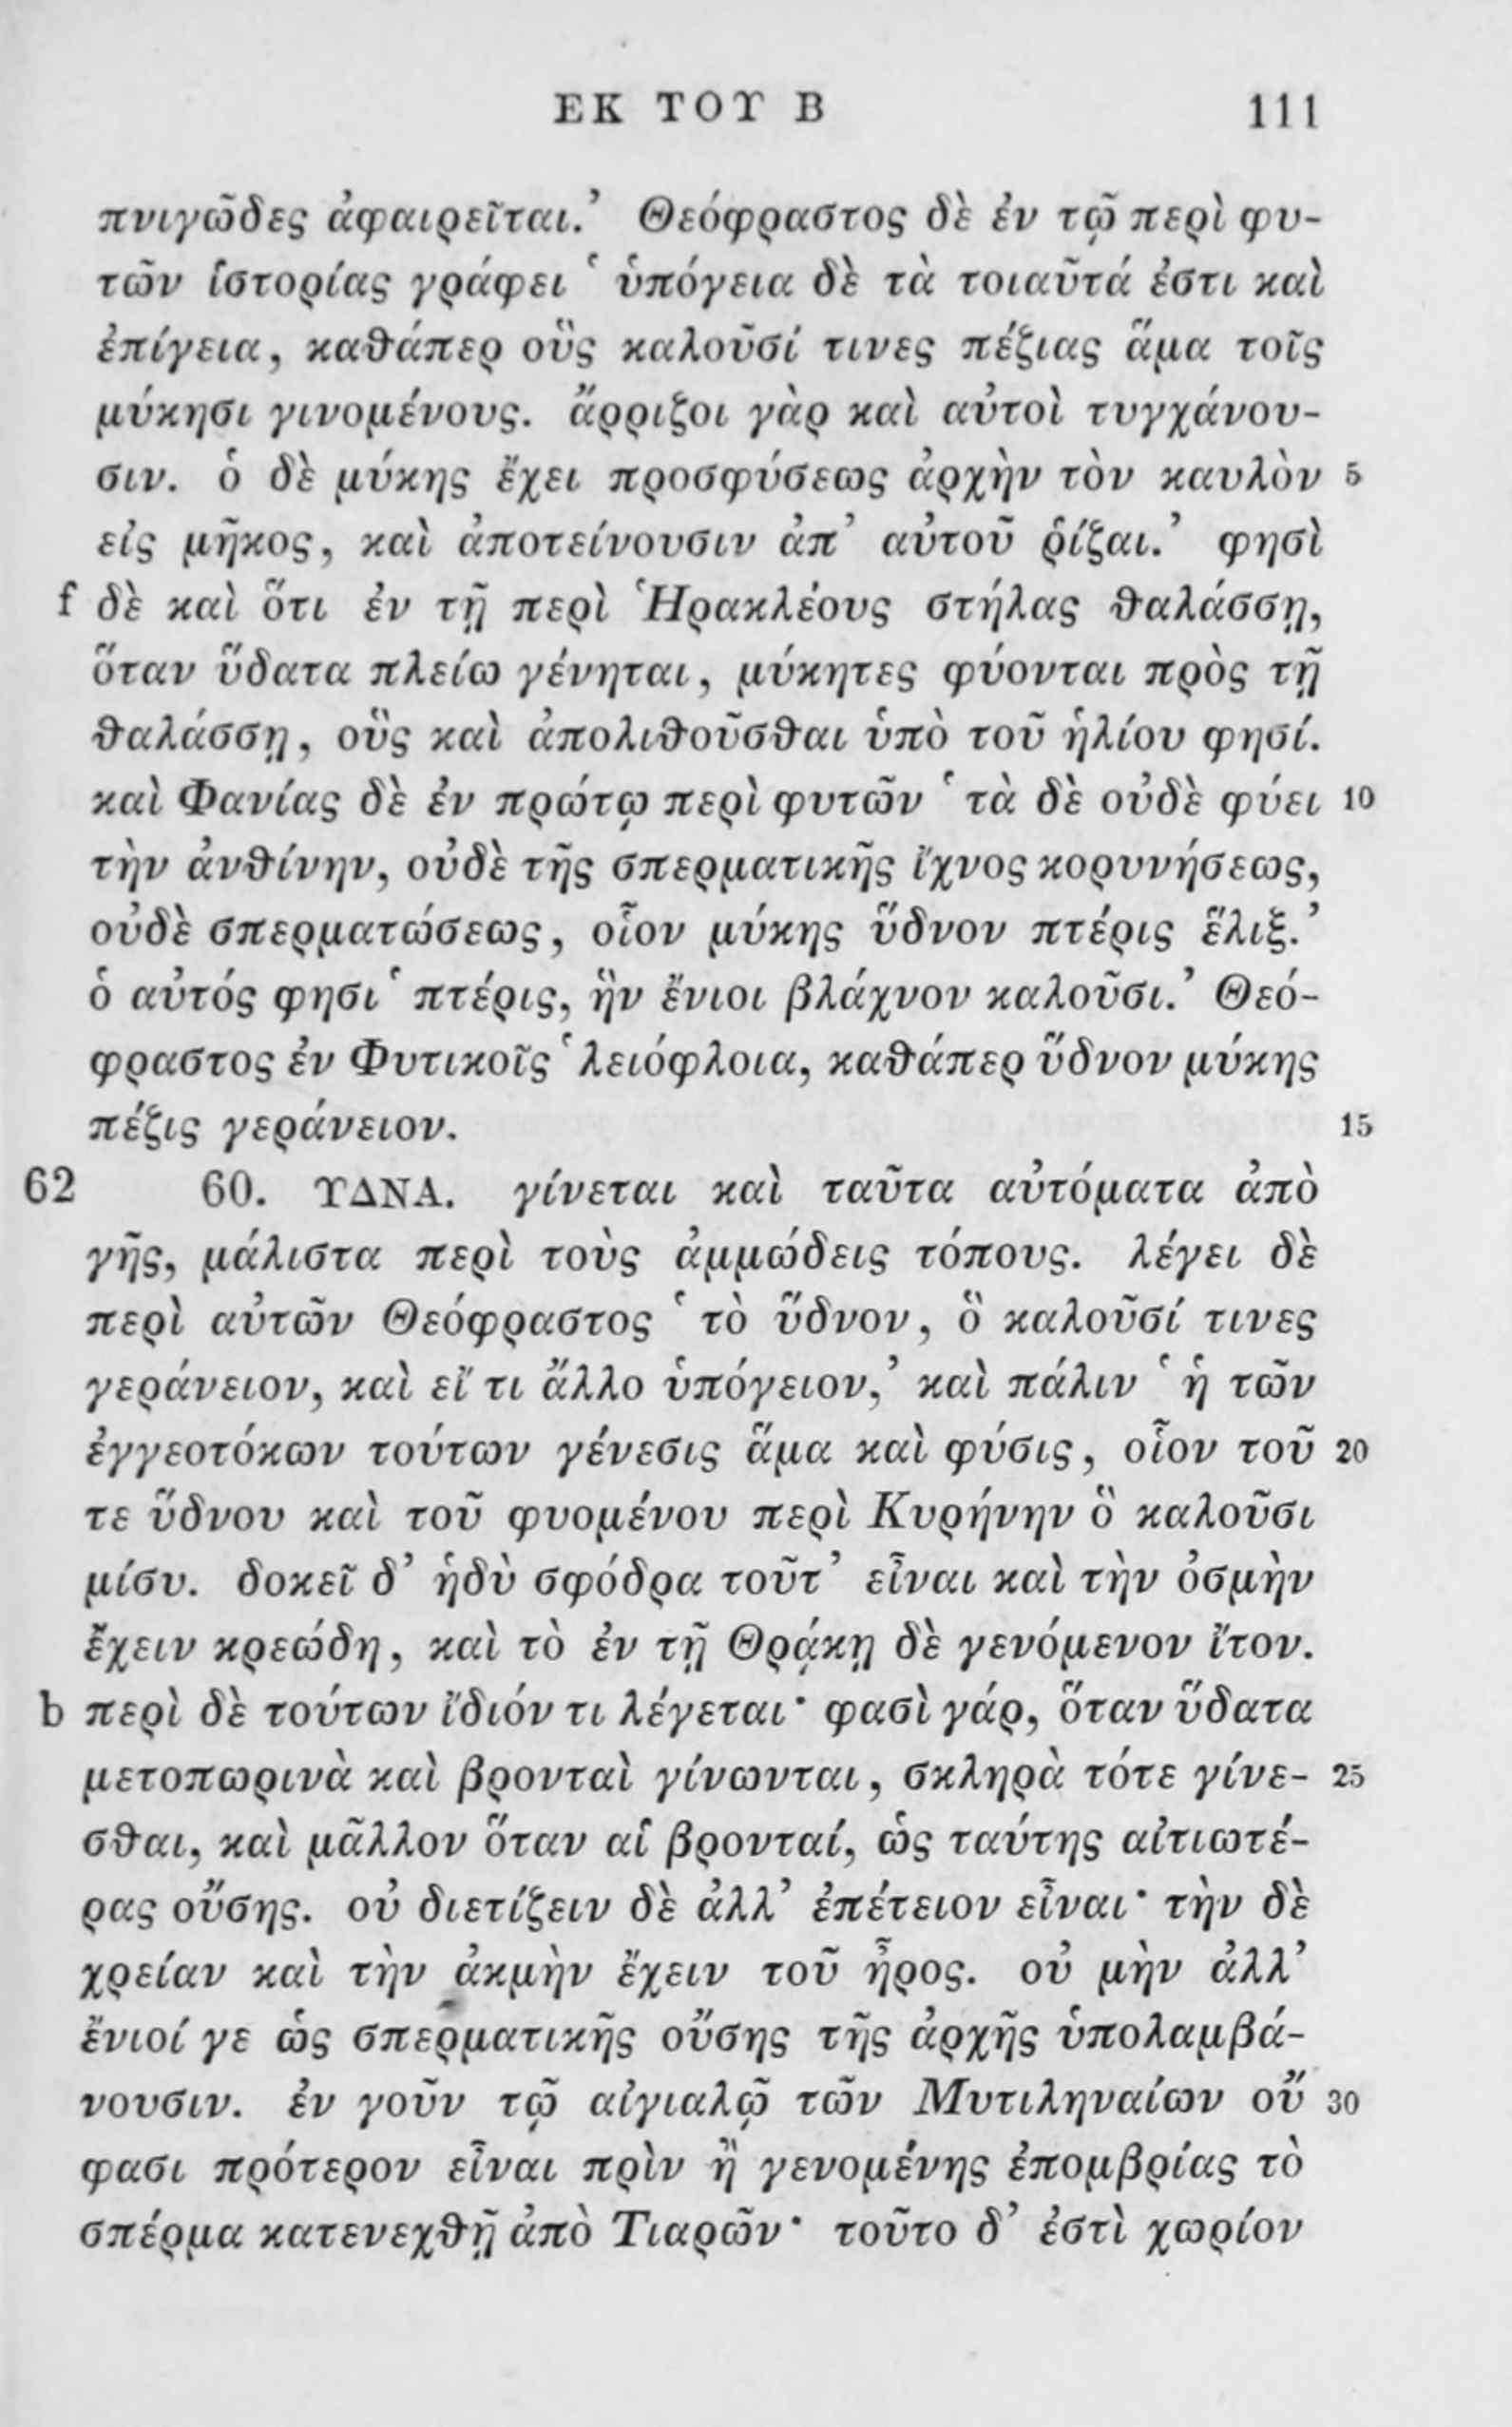 ΕΚ ΤΟΥ Β 111
πνιγῶδες ἀφαιρεῖται.’ Θεόφραστος δὲ ἐν τῷ περὶ φυ-
τῶν ἱστορίας γράφει ‘ὑπόγεια δὲ τὰ τοιαῦτά ἐστι καὶ
ἐπίγεια, καθάπερ οὓς καλοῦσί τινες πέζιας ἅμα τοῖς
μύκησι γινομένους. ἄρριζοι γὰρ καὶ αὐτοὶ τυγχάνου-
σιν. ὁ δὲ μύκης ἔχει προσφύσεως ἀρχὴν τὸν καυλὸν 5
εἰς μῆκος, καὶ ἀποτείνουσιν ἀπ’ αὐτοῦ ῥίζαι.’ φησὶ
f δὲ καὶ ὅτι ἐν τῇ περὶ Ἡρακλέους στήλας θαλάσσῃ,
ὅταν ὕδατα πλείω γένηται, μύκητες φύονται πρὸς τῇ
θαλάσσῃ, οὓς καὶ ἀπολιθοῦσθαι ὑπὸ τοῦ ἡλίου φησί.
καὶ Φανίας δὲ ἐν πρώτῳ περὶ φυτῶν ‘τὰ δὲ οὐδὲ φύει 10
τὴν ἀνθίνην, οὐδὲ τῆς σπερματικῆς ἴχνος κορυνήσεως,
οὐδὲ σπερματώσεως, οἷον μύκης ὕδνον πτέρις ἕλιξ.’
ὁ αὐτός φησι ‘πτέρις, ἣν ἔνιοι βλάχνον καλοῦσι.’ Θεό-
φραστος ἐν Φυτικοῖς ‘λειόφλοια, καθάπερ ὕδνον μύκης
πέζις γεράνειον. 15
62 60. ΥΔΝΑ. γίνεται καὶ ταῦτα αὐτόματα ἀπὸ
γῆς, μάλιστα περὶ τοὺς ἀμμώδεις τόπους. λέγει δὲ
περὶ αὐτῶν Θεόφραστος ‘τὸ ὕδνον, ὃ καλοῦσί τινες
γεράνειον, καὶ εἴ τι ἄλλο ὑπόγειον,’ καὶ πάλιν ‘ἡ τῶν
ἐγγεοτόκων τούτων γένεσις ἅμα καὶ φύσις, οἷον τοῦ 20
τε ὕδνου καὶ τοῦ φυομένου περὶ Κυρήνην ὃ καλοῦσι
μίσυ. δοκεῖ δ’ ἡδὺ σφόδρα τοῦτ’ εἶναι καὶ τὴν ὀσμὴν
ἔχειν κρεώδη, καὶ τὸ ἐν τῇ Θρᾴκῃ δὲ γενόμενον ἴτον.
b περὶ δὲ τούτων ἴδιόν τι λέγεται· φασὶ γάρ, ὅταν ὕδατα
μετοπωρινὰ καὶ βρονταὶ γίνωνται, σκληρὰ τότε γίνε- 25
σθαι, καὶ μᾶλλον ὅταν αἱ βρονταί, ὡς ταύτης αἰτιωτέ-
ρας οὔσης. οὐ διετίζειν δὲ ἀλλ’ ἐπέτειον εἶναι· τὴν δὲ
χρείαν καὶ τὴν ἀκμὴν ἔχειν τοῦ ἦρος. οὐ μὴν ἀλλ’
ἔνιοί γε ὡς σπερματικῆς οὔσης τῆς ἀρχῆς ὑπολαμβά-
νουσιν. ἐν γοῦν τῷ αἰγιαλῷ τῶν Μυτιληναίων οὔ 30
φασι πρότερον εἶναι πρὶν ἢ γενομένης ἐπομβρίας τὸ
σπέρμα κατενεχθῇ ἀπὸ Τιαρῶν· τοῦτο δ’ ἐστὶ χωρίον